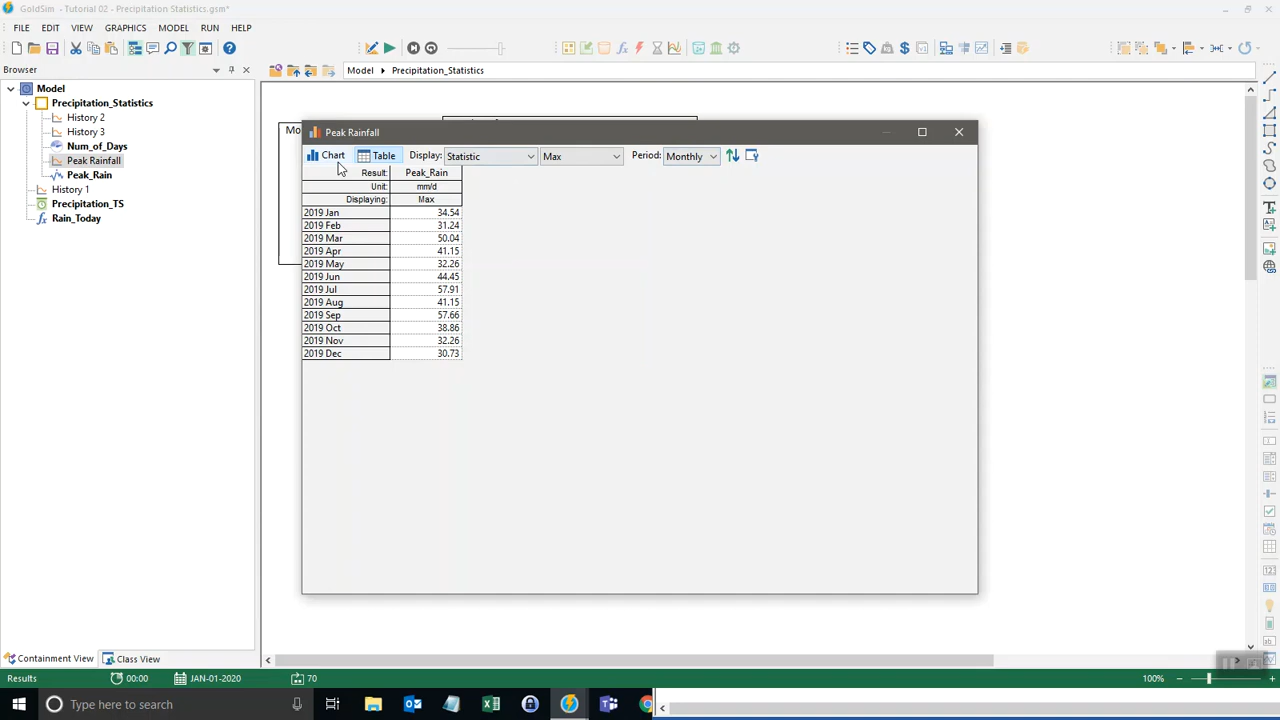 GoldSim - Tutorial 02 - Precipitation Statistics.gsm*
FILE EDIT VIEW GRAPHICS MODEL RUN HELP
Browser
Model Precipitation_Statistics
Model
Precipitation_Statistics
History 2
History 3
Num_of_Days
Peak Rainfall
Peak_Rain
History 1
Precipitation_TS
Rain_Today
Mo
Peak Rainfall
Chart Table Display: Statistic Max Period: Monthly
Result: Peak_Rain
Unit: mm/d
Displaying: Max
2019 Jan 34.54
2019 Feb 31.24
2019 Mar 50.04
2019 Apr 41.15
2019 May 32.26
2019 Jun 44.45
2019 Jul 57.91
2019 Aug 41.15
2019 Sep 57.66
2019 Oct 38.86
2019 Nov 32.26
2019 Dec 30.73
Containment View Class View
Results 00:00 JAN-01-2020 70 100%
Type here to search